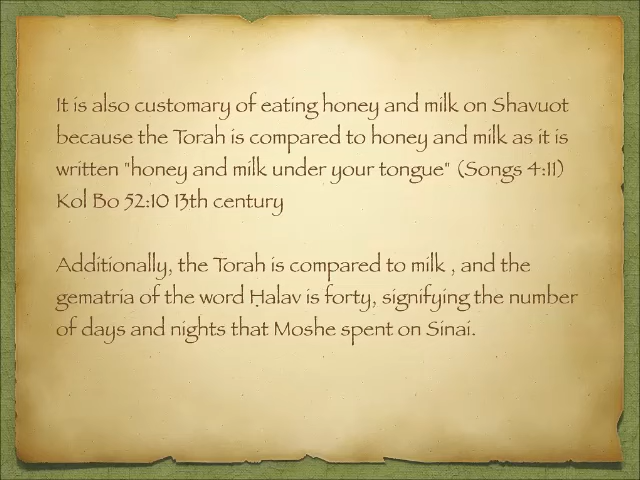 It is also customary of eating honey and milk on Shavuot
because the Torah is compared to honey and milk as it is
written "honey and milk under your tongue" (Songs 4:11)
Kol Bo 52:10 13th century
Additionally, the Torah is compared to milk , and the
gematria of the word Ḥalav is forty, signifying the number
of days and nights that Moshe spent on Sinai.